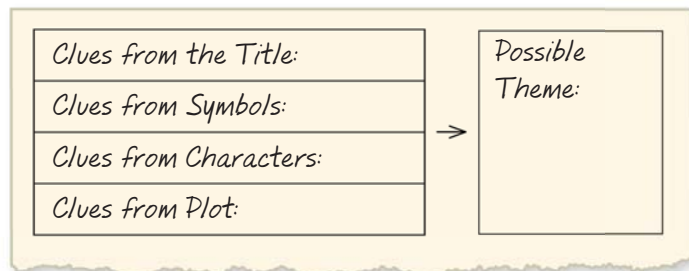 Clues from the Title:
Clues from Symbols:
Clues from Characters:
Clues from Plot:
Possible
Theme: